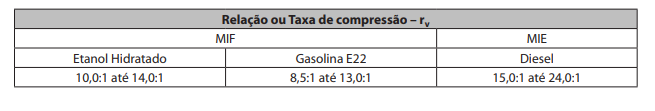 Relação ou Taxa de compressão – rv
MIF MIE
Etanol Hidratado Gasolina E22 Diesel
10,0:1 até 14,0:1 8,5:1 até 13,0:1 15,0:1 até 24,0:1